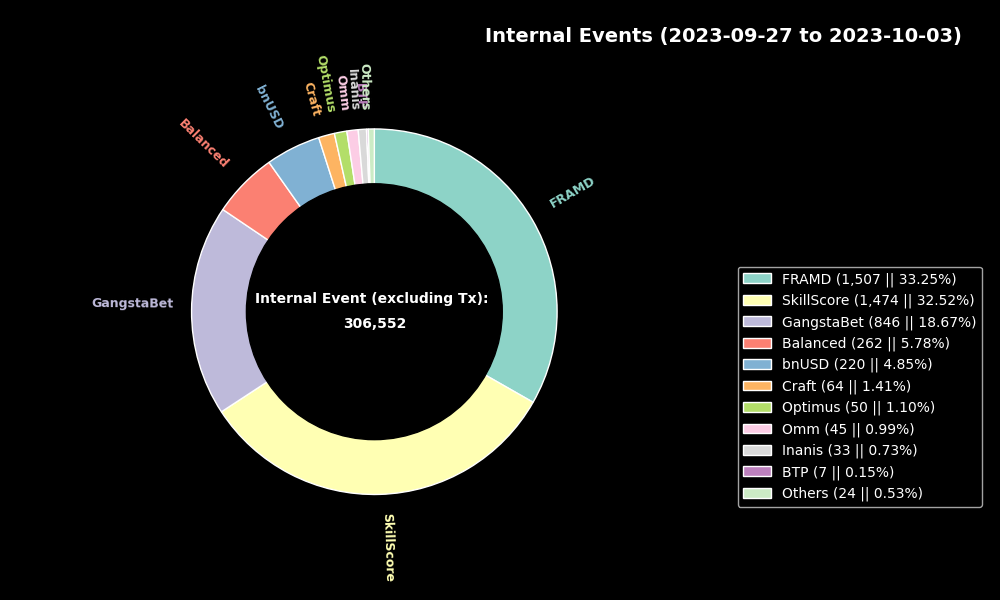 Internal Events (2023-09-27 to 2023-10-03)
Others
BTP
Inanis
Omm
Optimus
Craft
bnUSD
Balanced
FRAMD
GangstaBet
SkillScore
Internal Event (excluding Tx):
306,552
FRAMD (1,507 || 33.25%)
SkillScore (1,474 || 32.52%)
GangstaBet (846 || 18.67%)
Balanced (262 || 5.78%)
bnUSD (220 || 4.85%)
Craft (64 || 1.41%)
Optimus (50 || 1.10%)
Omm (45 || 0.99%)
Inanis (33 || 0.73%)
BTP (7 || 0.15%)
Others (24 || 0.53%)